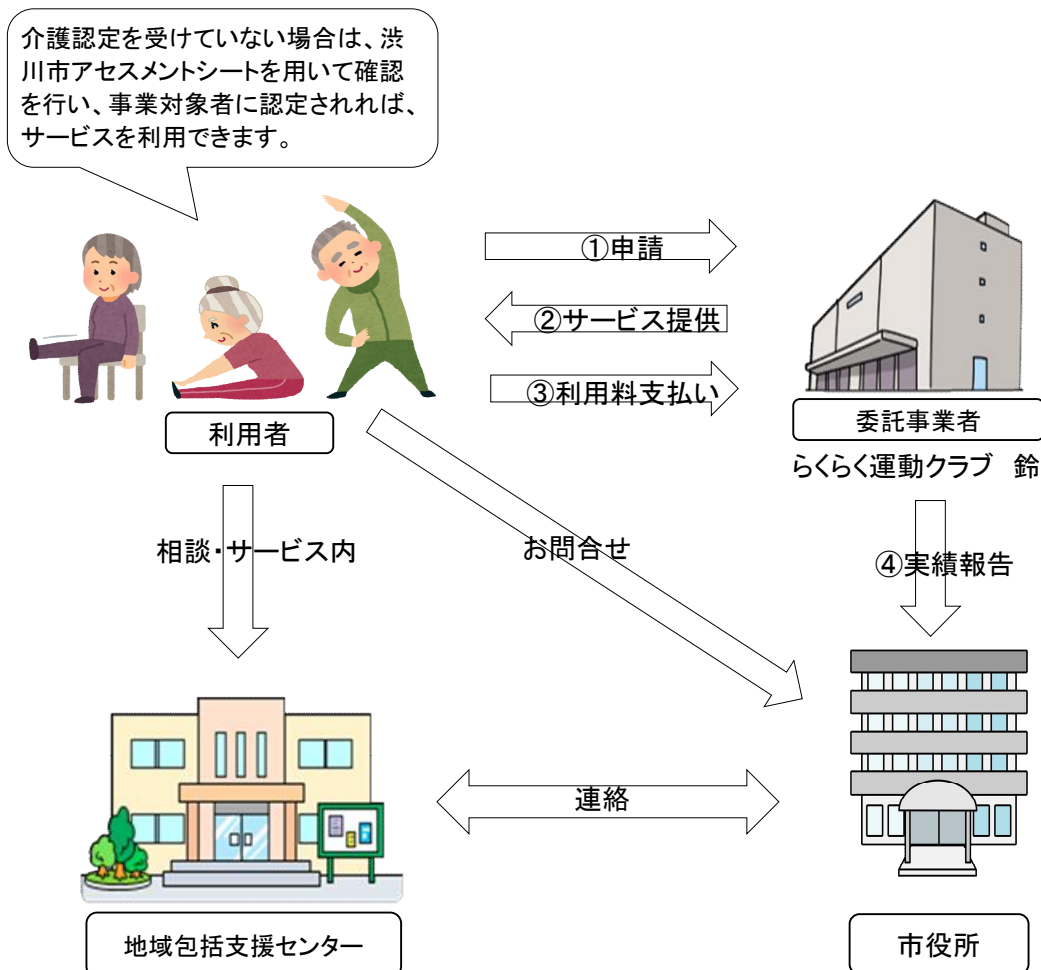 介護認定を受けていない場合は、渋
川市アセスメントシートを用いて確認
を行い、事業対象者に認定されれば、
サービスを利用できます。
①申請
②サービス提供
③利用料支払い
利用者
委託事業者
らくらく運動クラブ　鈴
相談・サービス内
お問合せ
④実績報告
連絡
地域包括支援センター
市役所